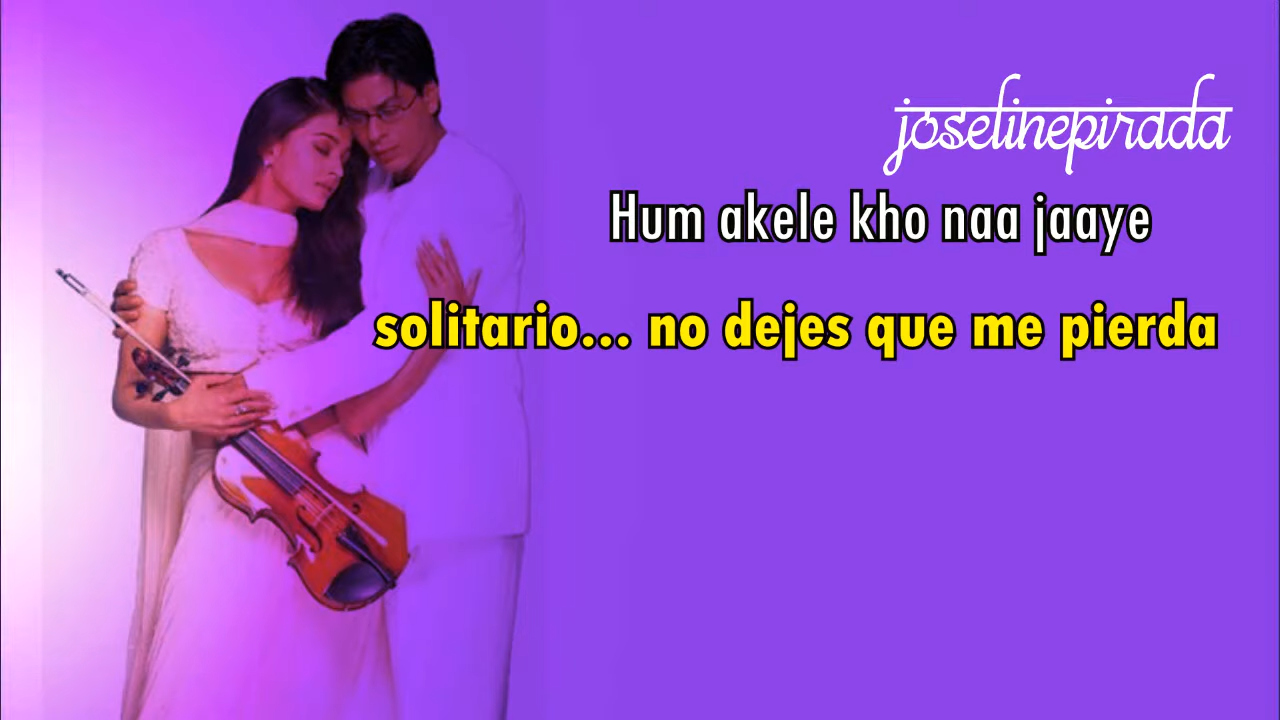 joselinepirada
Hum akele kho naa jaaye
solitario... no dejes que me pierda